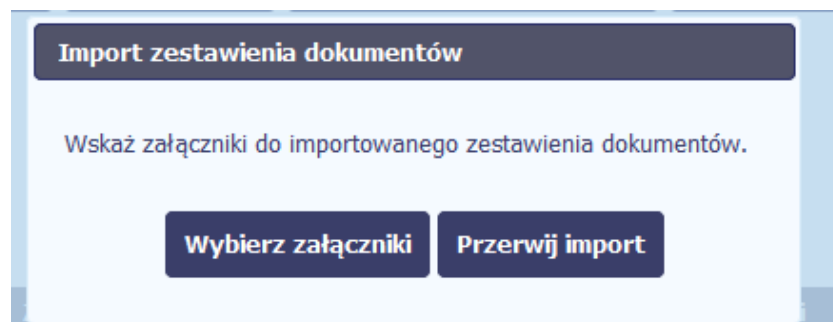 Import zestawienia dokumentów
Wskaż załączniki do importowanego zestawienia dokumentów.
Wybierz załączniki Przerwij import